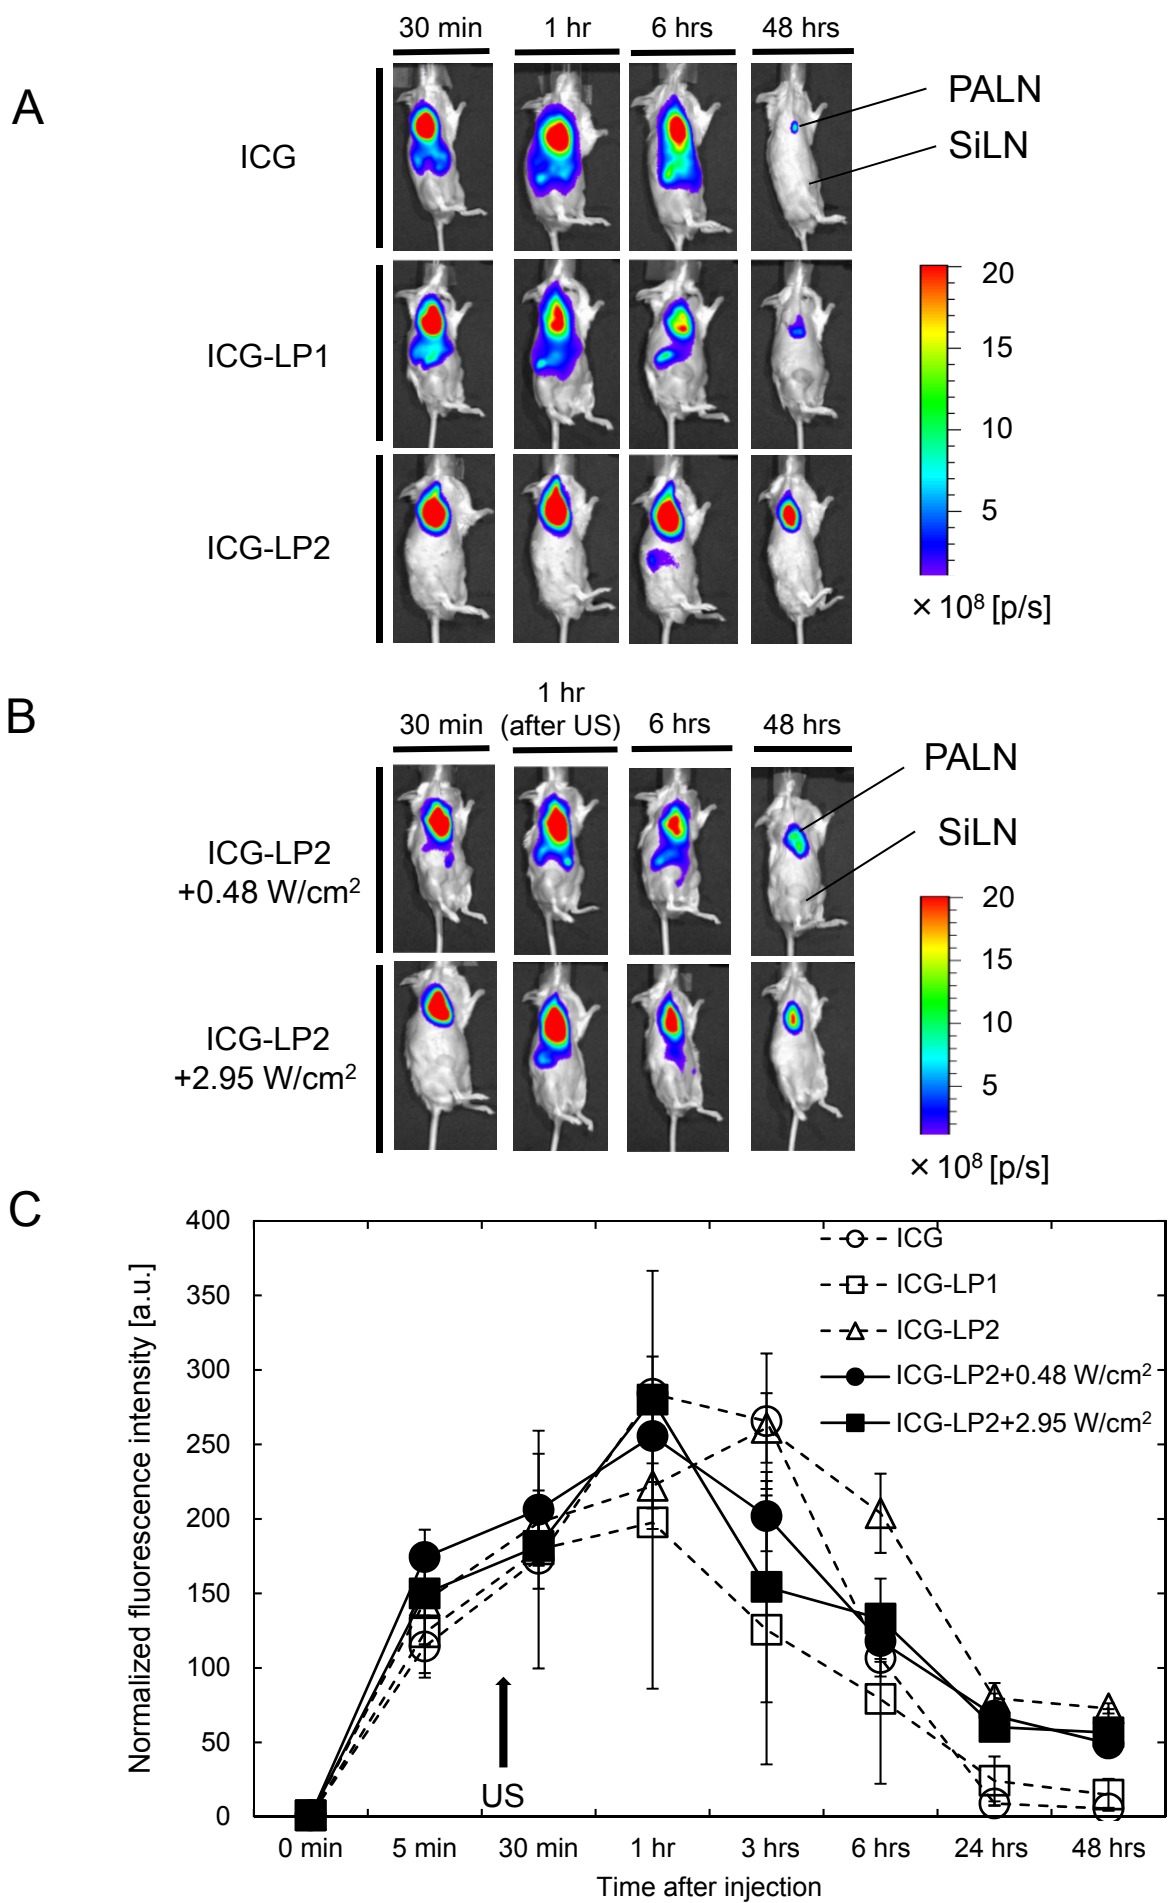 A
30 min 1 hr 6 hrs 48 hrs
PALN
SiLN
ICG
ICG-LP1
ICG-LP2
20
15
10
5
× 10⁸ [p/s]
B
30 min 1 hr (after US) 6 hrs 48 hrs
PALN
SiLN
ICG-LP2
+0.48 W/cm²
ICG-LP2
+2.95 W/cm²
20
15
10
5
× 10⁸ [p/s]
C
Normalized fluorescence intensity [a.u.]
400
350
300
250
200
150
100
50
0
ICG
ICG-LP1
ICG-LP2
ICG-LP2+0.48 W/cm²
ICG-LP2+2.95 W/cm²
US
0 min 5 min 30 min 1 hr 3 hrs 6 hrs 24 hrs 48 hrs
Time after injection